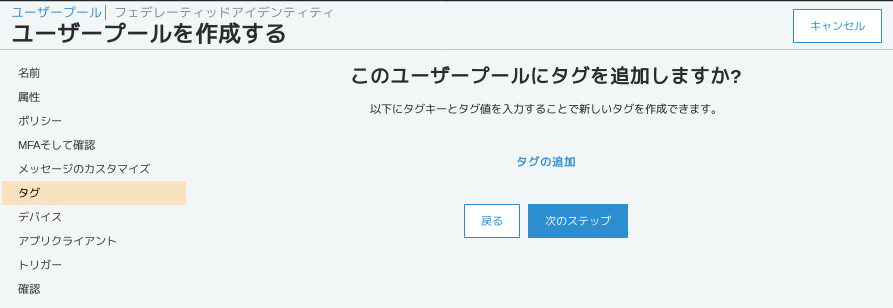 ユーザープール| フェデレーティッドアイデンティティ
ユーザープールを作成する
キャンセル
名前
属性
ポリシー
MFAそして確認
メッセージのカスタマイズ
タグ
デバイス
アプリクライアント
トリガー
確認
このユーザープールにタグを追加しますか?
以下にタグキーとタグ値を入力することで新しいタグを作成できます。
タグの追加
戻る
次のステップ